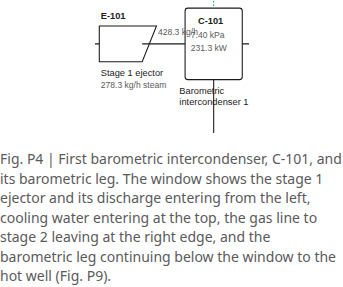 E-101
C-101
428.3 kg/h
7.40 kPa
231.3 kW
Stage 1 ejector
278.3 kg/h steam
Barometric
intercondenser 1
Fig. P4 | First barometric intercondenser, C-101, and
its barometric leg. The window shows the stage 1
ejector and its discharge entering from the left,
cooling water entering at the top, the gas line to
stage 2 leaving at the right edge, and the
barometric leg continuing below the window to the
hot well (Fig. P9).